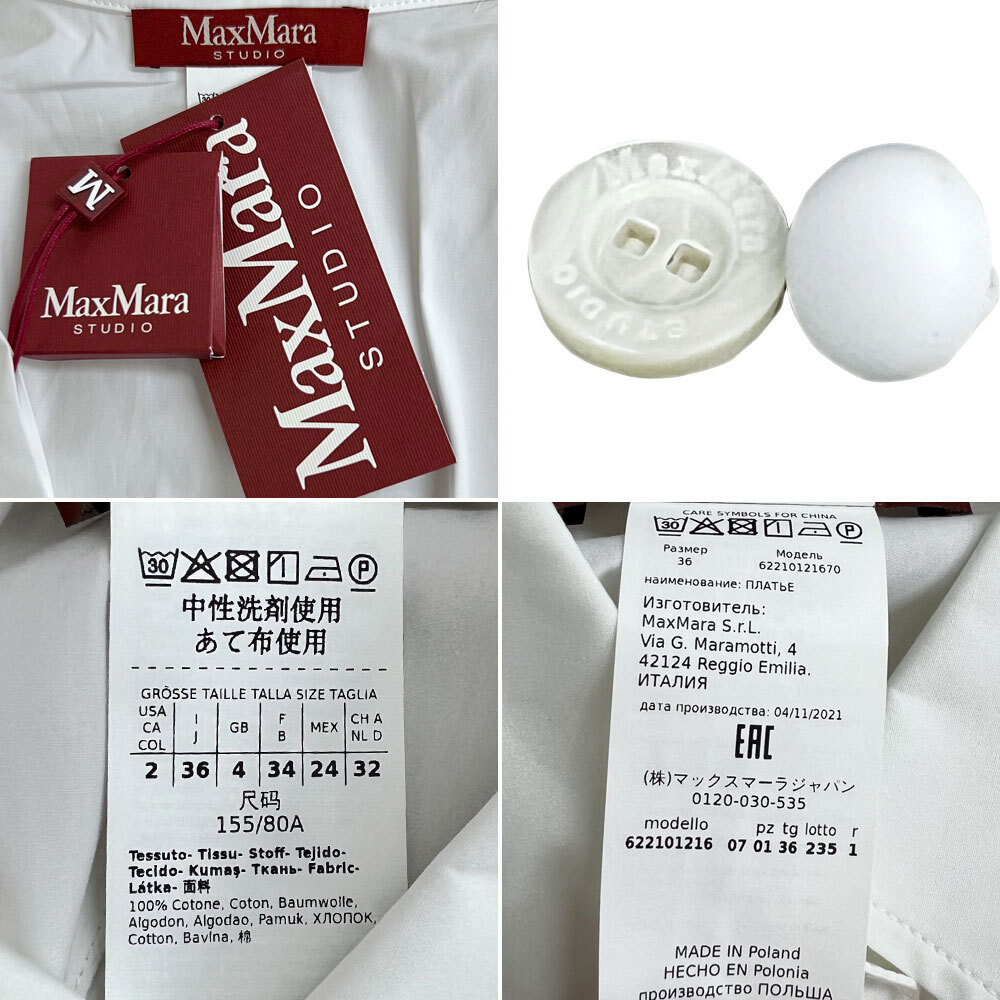 MaxMara
STUDIO
MaxMara
STUDIO
M
MaxMara
STUDIO
MaxMara
STUDIO
30 P
中性洗剤使用
あて布使用
GRÖSSE TAILLE TALLA SIZE TAGLIA
USA CA COL I J GB F B MEX CH A NL D
2 36 4 34 24 32
尺码
155/80A
Tessuto- Tissu- Stoff- Tejido-
Tecido- Kumaş- Ткань- Fabric-
Látka- 面料
100% Cotone, Coton, Baumwolle,
Algodon, Algodao, Pamuk, ХЛОПОК,
Cotton, Bavlna, 棉
CARE SYMBOLS FOR CHINA
30 P
Размер Модель
36 62210121670
наименование: ПЛАТЬЕ
Изготовитель:
MaxMara S.r.L.
Via G. Maramotti, 4
42124 Reggio Emilia.
ИТАЛИЯ
дата производства: 04/11/2021
EAC
(株)マックスマーラジャパン
0120-030-535
modello pz tg lotto r
622101216 07 01 36 235 1
MADE IN Poland
HECHO EN Polonia
производство ПОЛЬША